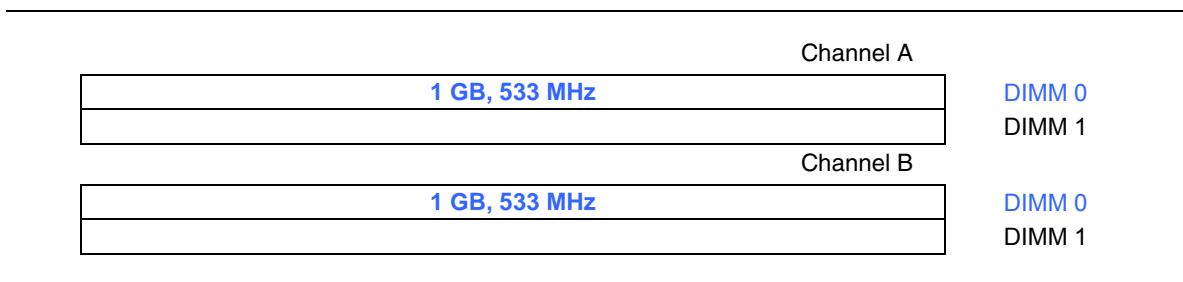 Channel A
1 GB, 533 MHz DIMM 0
DIMM 1
Channel B
1 GB, 533 MHz DIMM 0
DIMM 1